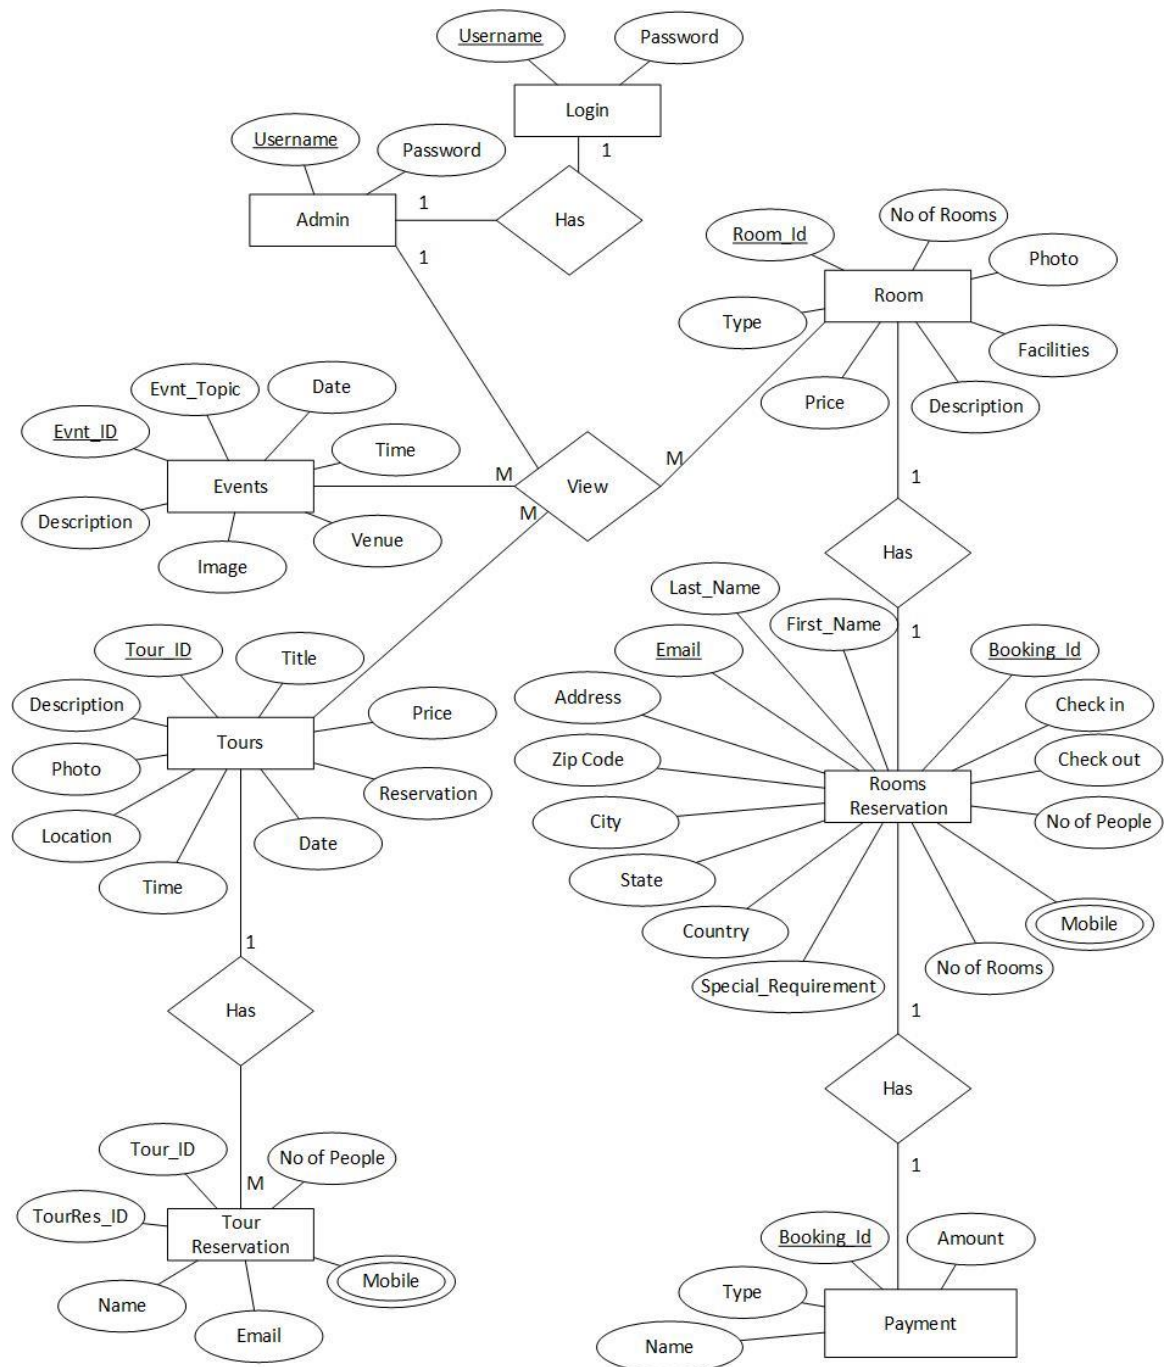 Username
Password
Login
Username
Password
1
Admin
1
Has
1
No of Rooms
Room_Id
Photo
Room
Type
Facilities
Price
Description
Evnt_Topic
Date
Evnt_ID
Time
Events
M
View
M
M
Description
Venue
Image
1
Has
Last_Name
First_Name
1
Tour_ID
Title
Email
Booking_Id
Description
Price
Address
Check in
Tours
Photo
Zip Code
Check out
Rooms
Reservation
Reservation
Location
Date
City
No of People
Time
State
Country
Mobile
1
Special_Requirement
No of Rooms
Has
1
Has
Tour_ID
No of People
1
M
TourRes_ID
Tour
Reservation
Booking_Id
Amount
Mobile
Type
Name
Payment
Email
Name